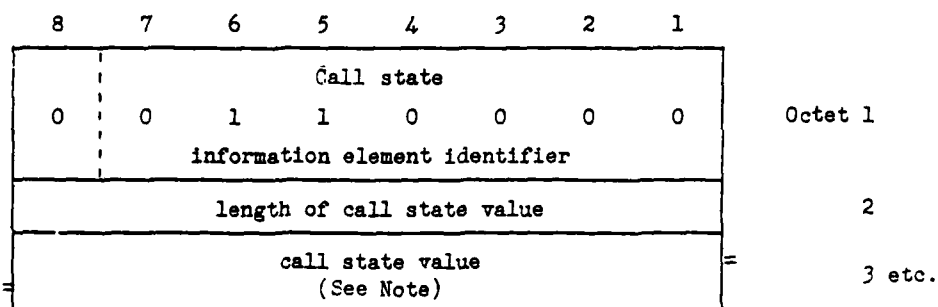 8 7 6 5 4 3 2 1
Call state
0 0 1 1 0 0 0 0 Octet 1
information element identifier
length of call state value 2
call state value
(See Note) 3 etc.